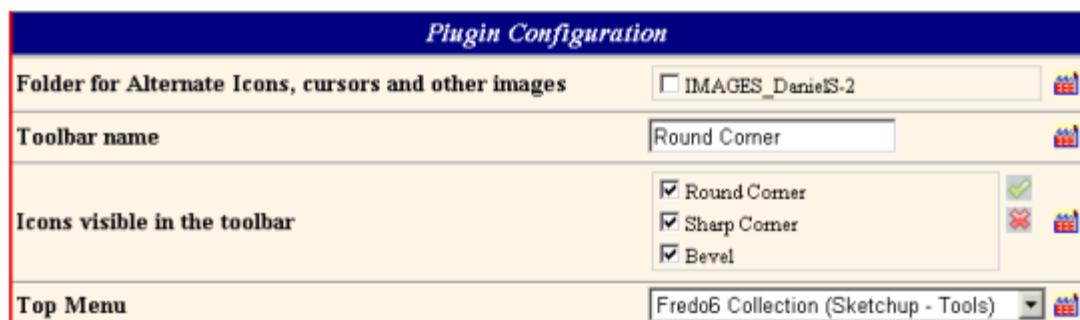 Plugin Configuration
Folder for Alternate Icons, cursors and other images
IMAGES_DanielS-2
Toolbar name
Round Corner
Icons visible in the toolbar
Round Corner
Sharp Corner
Bevel
Top Menu
Fredo6 Collection (Sketchup - Tools)